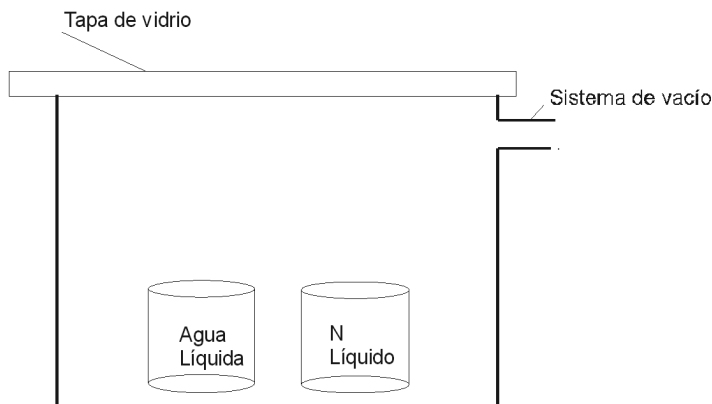 Tapa de vidrio
Sistema de vacío
Agua
Líquida
N
Líquido